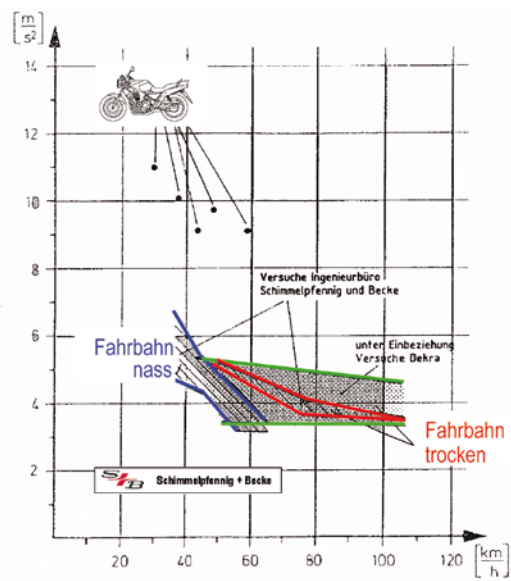 [m/s²]
14
12
10
8
6
4
2
Versuche Ingenieurbüro
Schimmelpfennig und Becke
unter Einbeziehung
Versuche Dekra
Fahrbahn
nass
Fahrbahn
trocken
S+B Schimmelpfennig + Becke
20
40
60
80
100
120
[km/h]